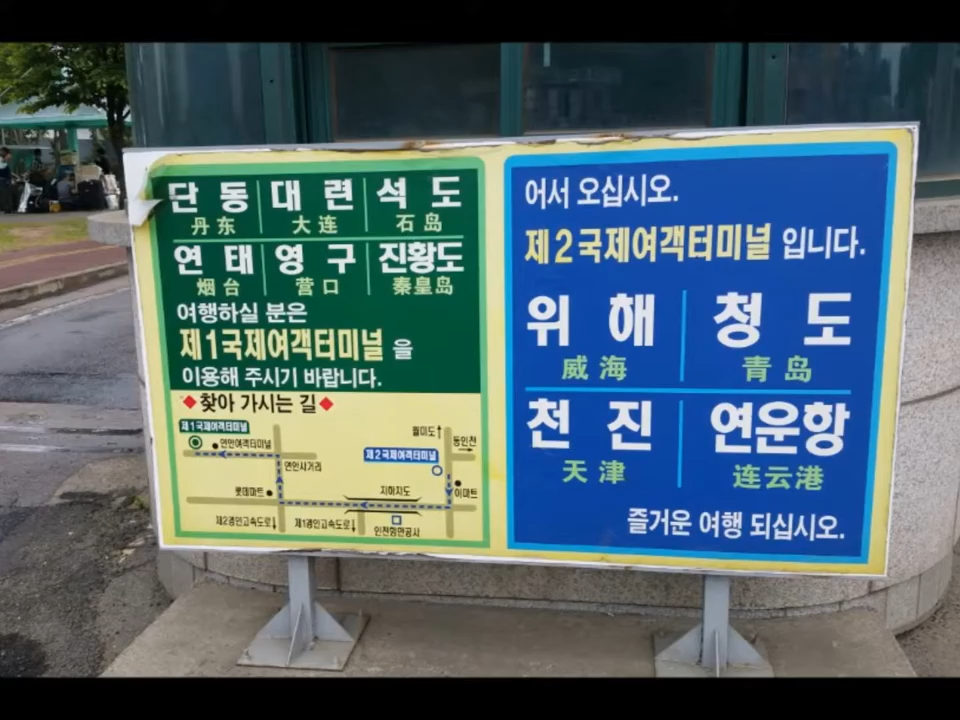 단 동 대 련 석 도
丹东 大连 石岛
연 태 영 구 진황도
烟台 营口 秦皇岛
여행하실 분은
제1국제여객터미널 을
이용해 주시기 바랍니다.
◆찾아 가시는 길◆
제1국제여객터미널
연안여객터미널
연안사거리
월미도↑
동인천→
제2국제여객터미널
롯데마트
지하차도
이마트
제2경인고속도로↓
제1경인고속도로↓
인천항만공사
어서 오십시오.
제2국제여객터미널 입니다.
위 해 청 도
威海 青岛
천 진 연운항
天津 连云港
즐거운 여행 되십시오.